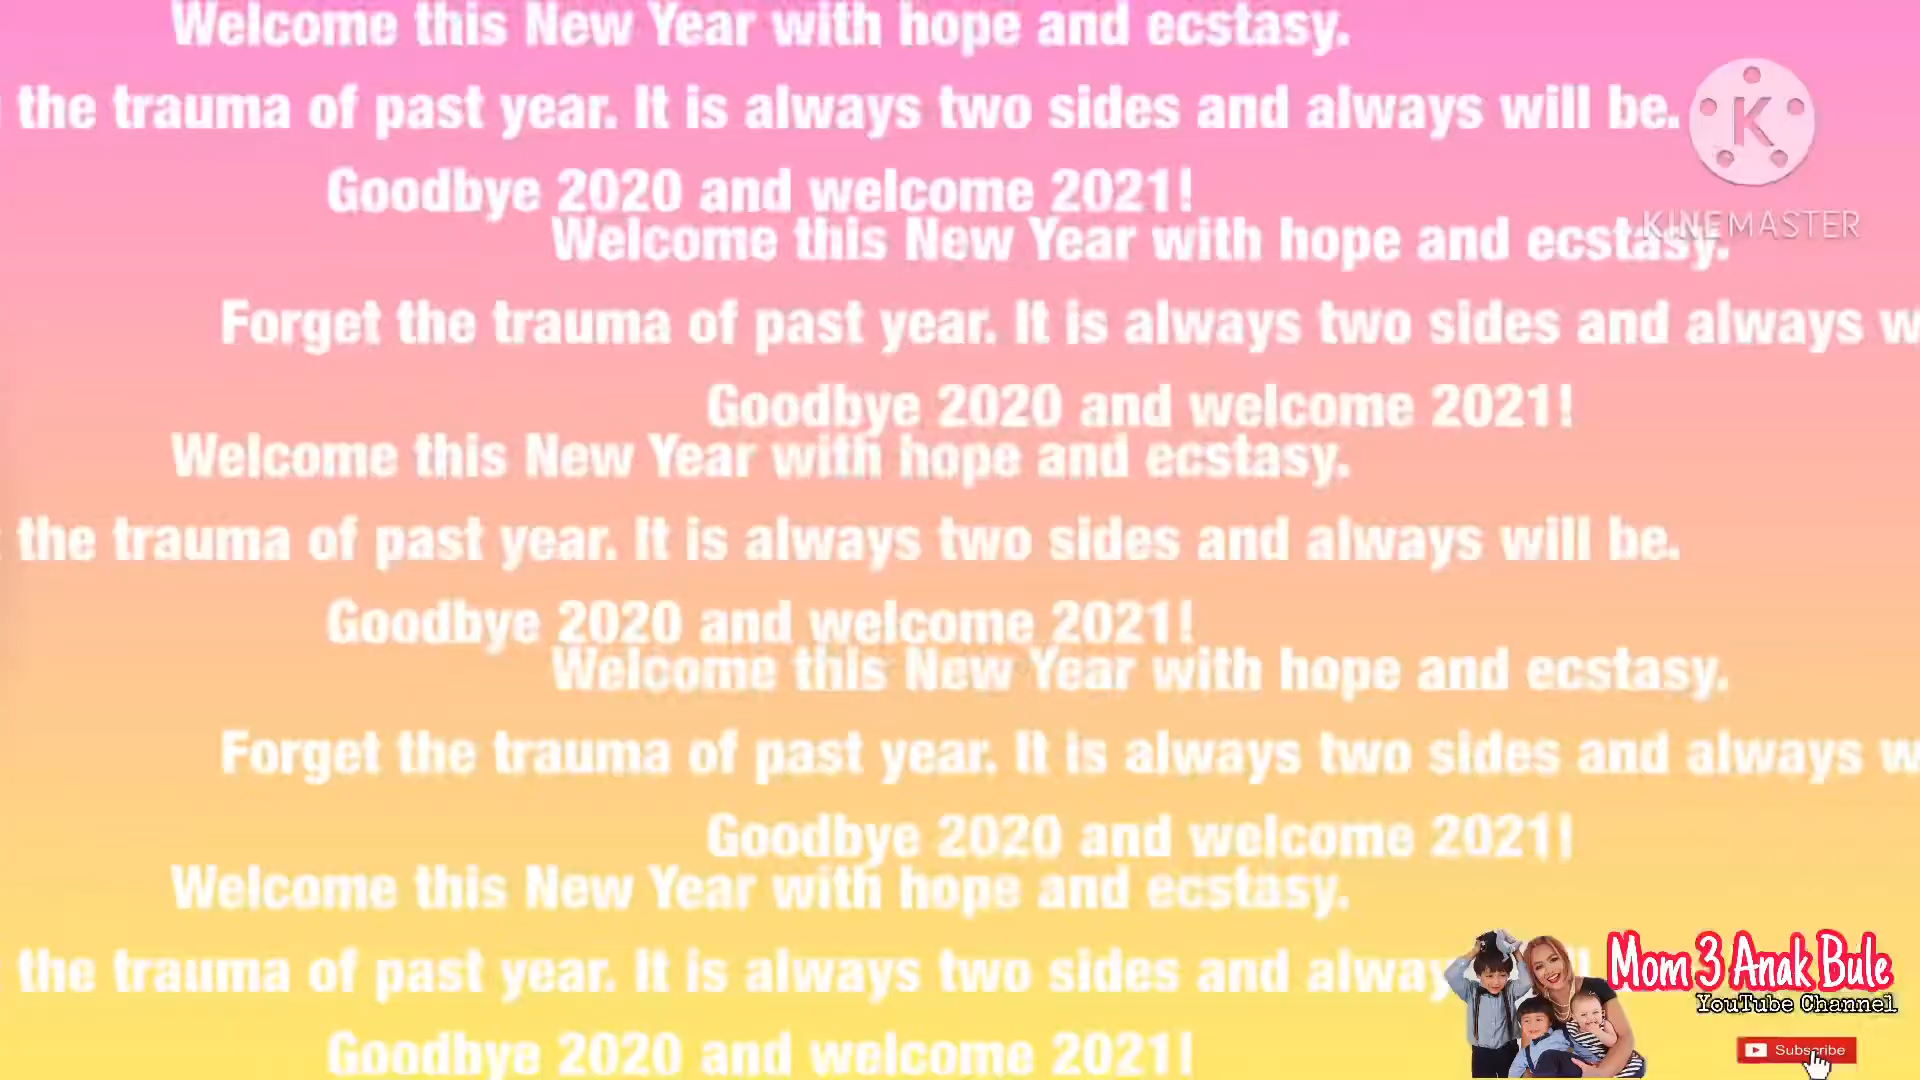 Welcome this New Year with hope and ecstasy.
the trauma of past year. It is always two sides and always will be.
Goodbye 2020 and welcome 2021!
K
KINEMASTER
Welcome this New Year with hope and ecstasy.
Forget the trauma of past year. It is always two sides and always w
Goodbye 2020 and welcome 2021!
Welcome this New Year with hope and ecstasy.
the trauma of past year. It is always two sides and always will be.
Goodbye 2020 and welcome 2021!
Welcome this New Year with hope and ecstasy.
Forget the trauma of past year. It is always two sides and always w
Goodbye 2020 and welcome 2021!
Welcome this New Year with hope and ecstasy.
the trauma of past year. It is always two sides and alway
Goodbye 2020 and welcome 2021!
Mom 3 Anak Bule
YouTube Channel
Subscribe